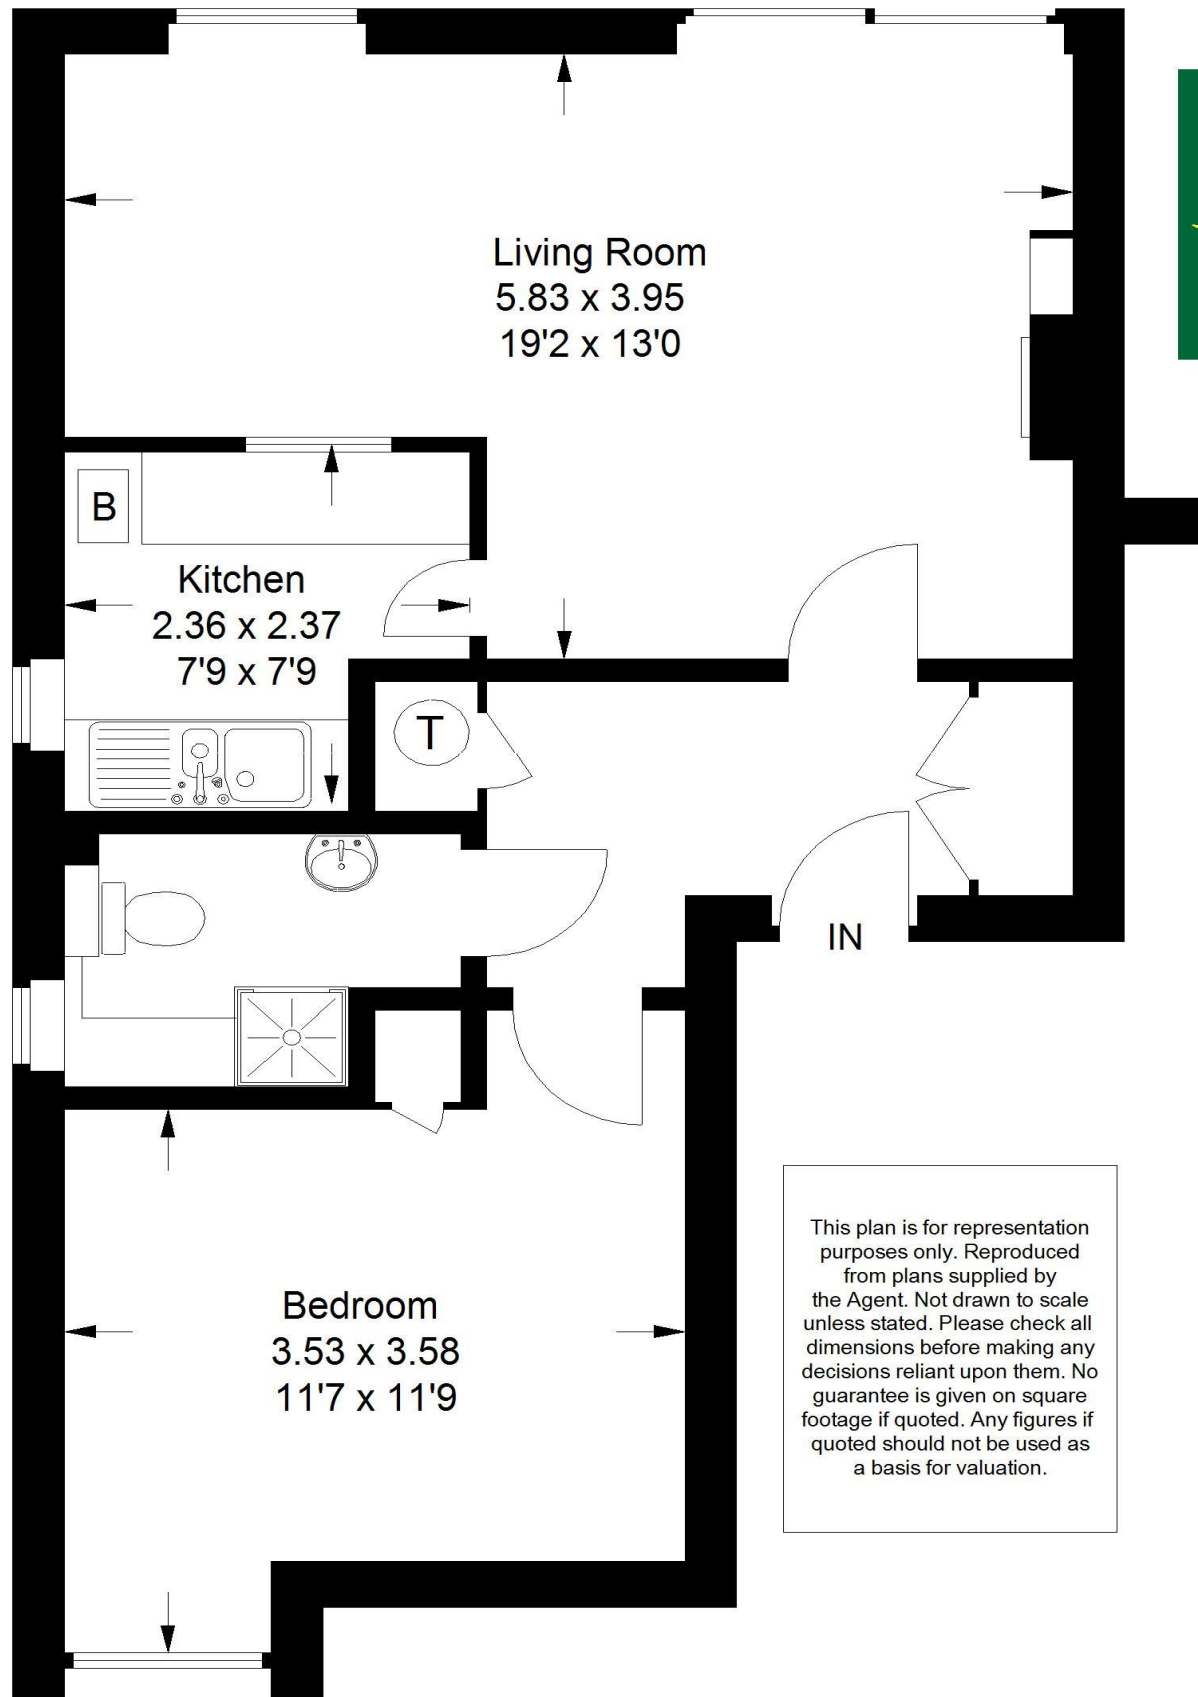 Living Room
5.83 x 3.95
19'2 x 13'0
B
Kitchen
2.36 x 2.37
7'9 x 7'9
T
IN
Bedroom
3.53 x 3.58
11'7 x 11'9
This plan is for representation
purposes only. Reproduced
from plans supplied by
the Agent. Not drawn to scale
unless stated. Please check all
dimensions before making any
decisions reliant upon them. No
guarantee is given on square
footage if quoted. Any figures if
quoted should not be used as
a basis for valuation.